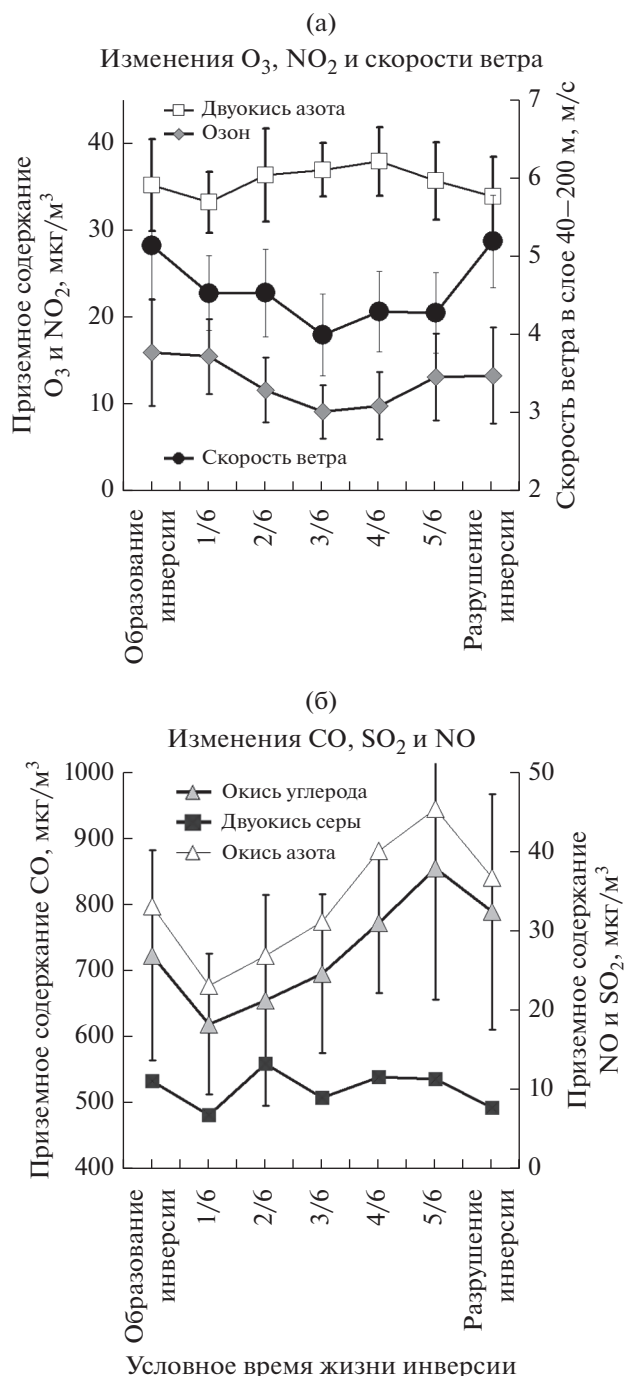 (а)
Изменения O₃, NO₂ и скорости ветра
Двуокись азота
Озон
Скорость ветра
Приземное содержание
O₃ и NO₂, мкг/м³
40
30
20
10
0
7
6
5
4
3
2
Скорость ветра в слое 40–200 м, м/с
Образование
инверсии
1/6
2/6
3/6
4/6
5/6
Разрушение
инверсии
(б)
Изменения CO, SO₂ и NO
Окись углерода
Двуокись серы
Окись азота
Приземное содержание CO, мкг/м³
1000
900
800
700
600
500
400
50
40
30
20
10
0
Приземное содержание
NO и SO₂, мкг/м³
Образование
инверсии
1/6
2/6
3/6
4/6
5/6
Разрушение
инверсии
Условное время жизни инверсии